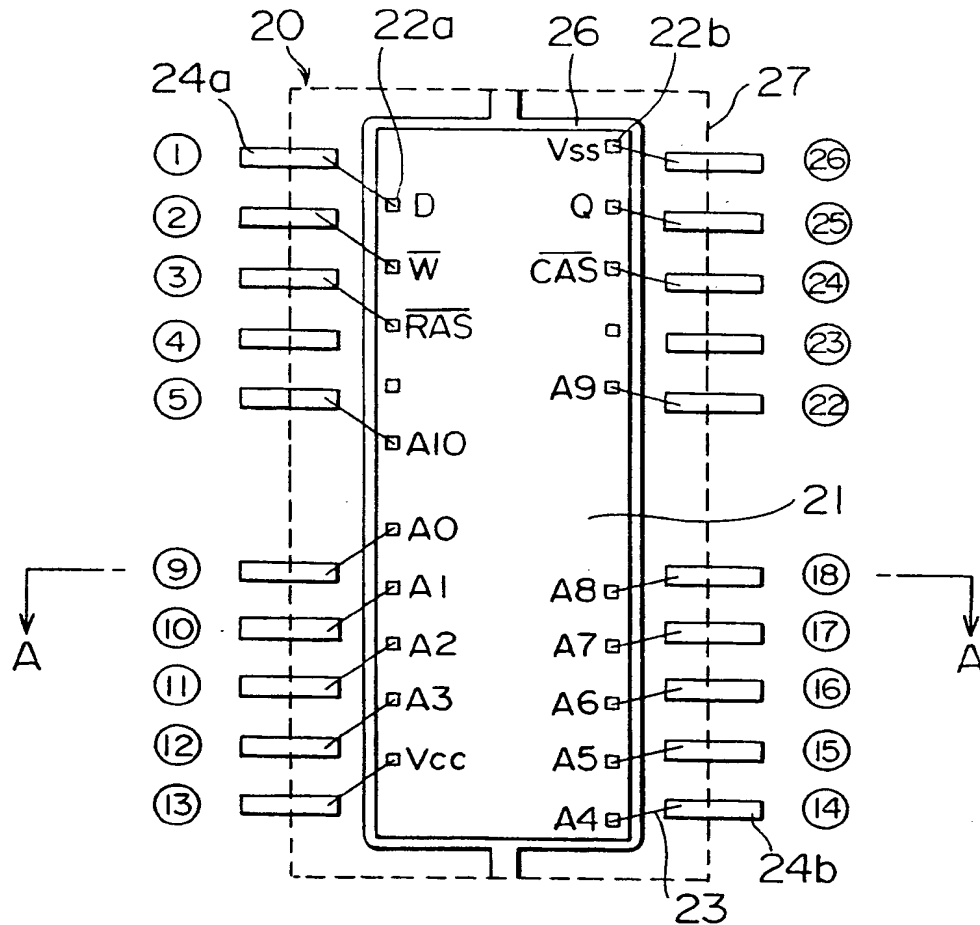 20 22a 26 22b
24a 27
① Vss ㉖
② D Q ㉕
③ W̅ C̅A̅S̅ ㉔
④ R̅A̅S̅ ㉓
⑤ A9 ㉒
A10
21
⑨ A0 A8 ⑱
A A
⑩ A1 A7 ⑰
⑪ A2 A6 ⑯
⑫ A3 A5 ⑮
⑬ Vcc A4 ⑭
24b
23